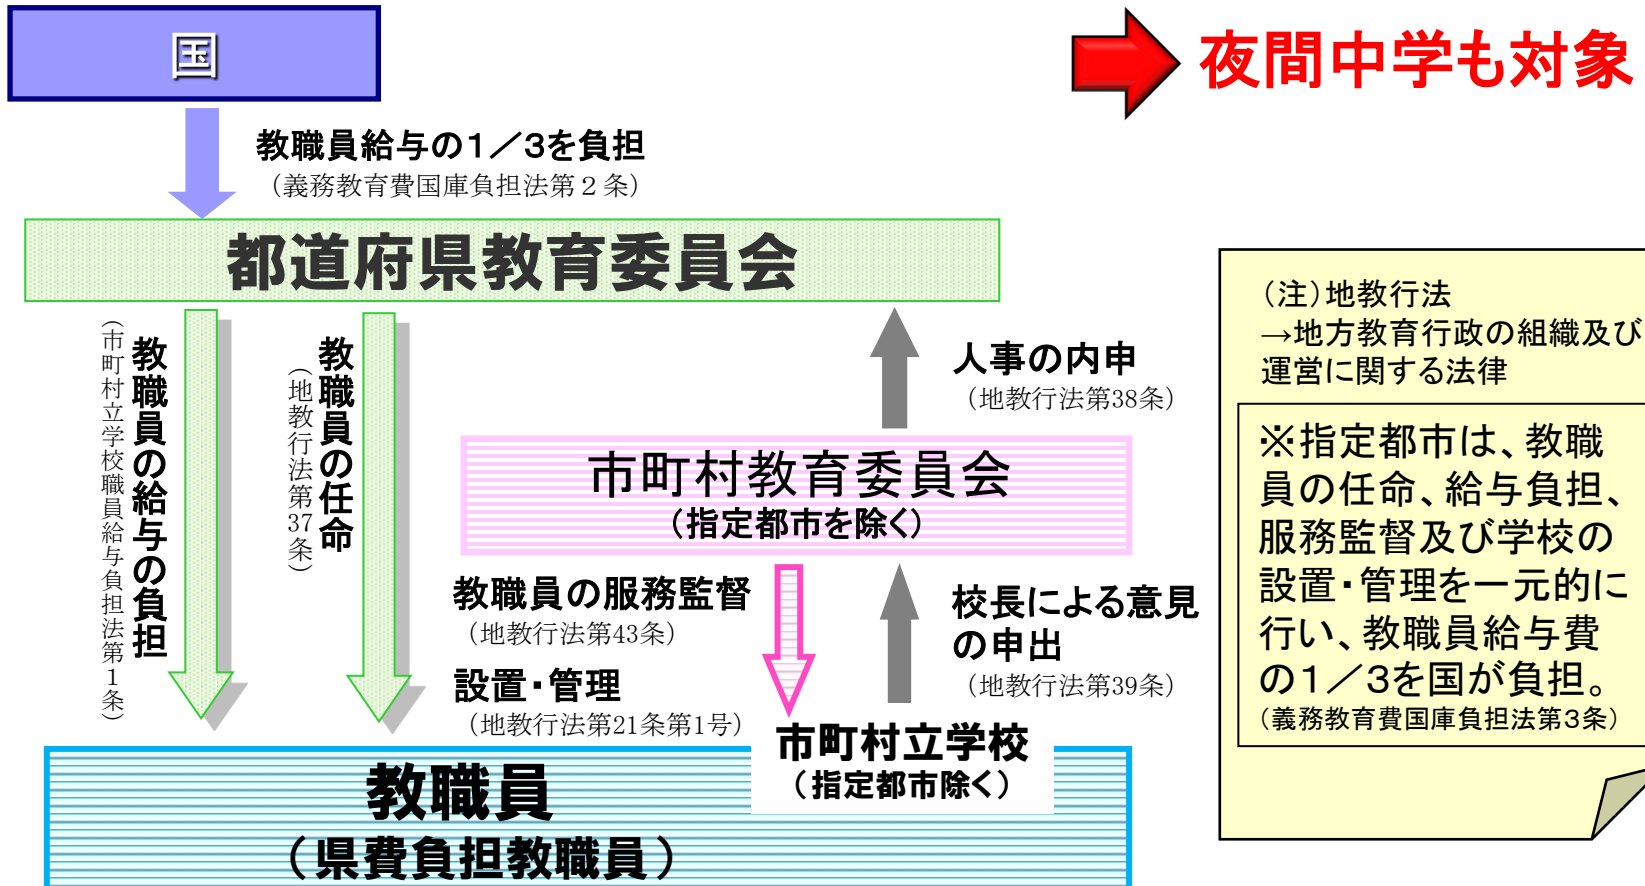 国
夜間中学も対象
教職員給与の1／3を負担
（義務教育費国庫負担法第２条）
都道府県教育委員会
教職員の給与の負担
（市町村立学校職員給与負担法第１条）
教職員の任命
（地教行法第37条）
人事の内申
（地教行法第38条）
市町村教育委員会
（指定都市を除く）
教職員の服務監督
（地教行法第43条）
設置・管理
（地教行法第21条第1号）
校長による意見
の申出
（地教行法第39条）
市町村立学校
（指定都市除く）
教職員
（県費負担教職員）
（注）地教行法
→地方教育行政の組織及び
運営に関する法律
※指定都市は、教職
員の任命、給与負担、
服務監督及び学校の
設置・管理を一元的に
行い、教職員給与費
の1／3を国が負担。
（義務教育費国庫負担法第3条）